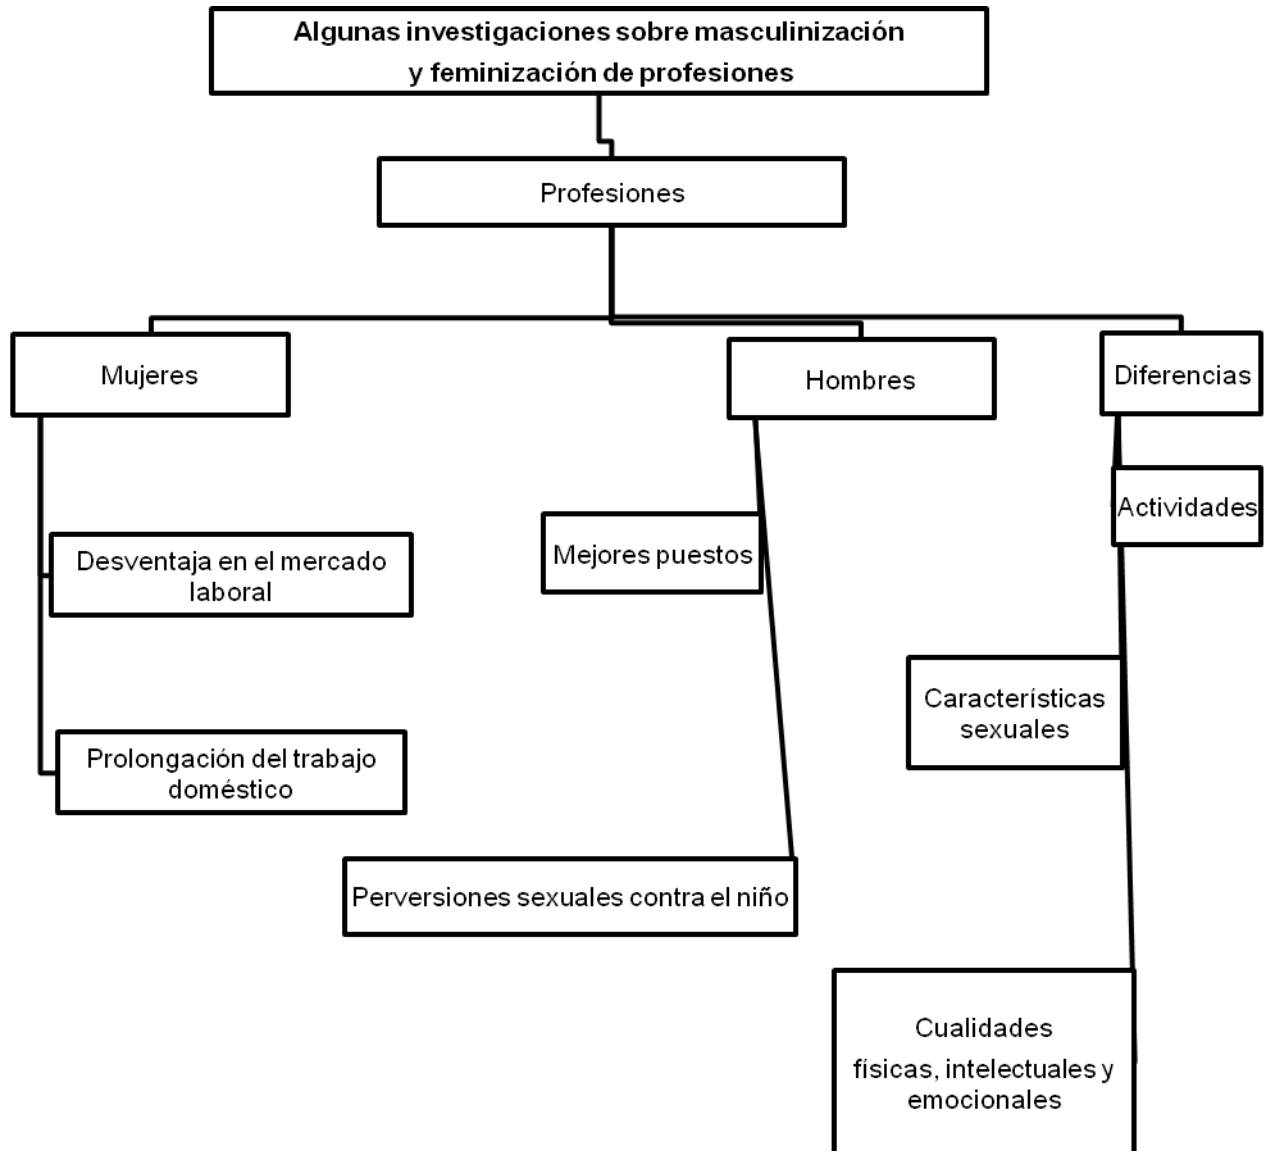 Algunas investigaciones sobre masculinización
y feminización de profesiones
Profesiones
Mujeres
Hombres
Diferencias
Actividades
Desventaja en el mercado
laboral
Mejores puestos
Características
sexuales
Prolongación del trabajo
doméstico
Perversiones sexuales contra el niño
Cualidades
físicas, intelectuales y
emocionales